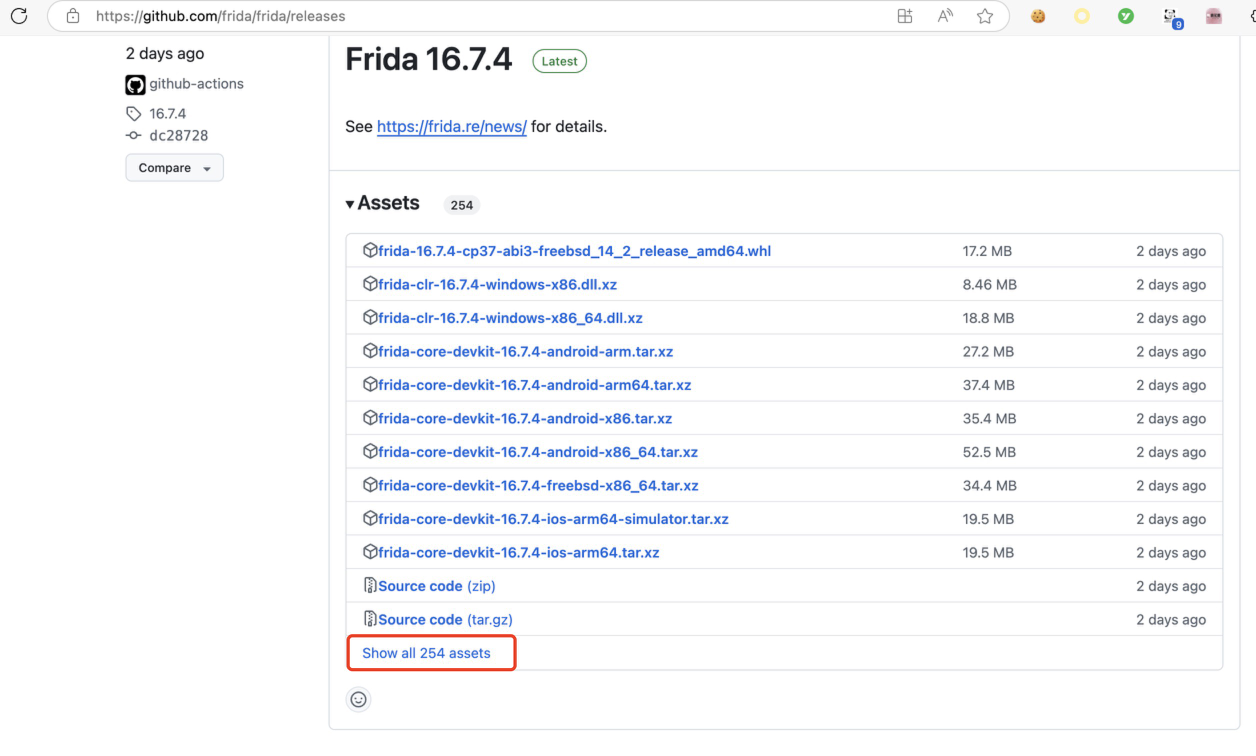 https://github.com/frida/frida/releases
9
2 days ago
github-actions
16.7.4
dc28728
Compare
Frida 16.7.4
Latest
See https://frida.re/news/ for details.
Assets 254
frida-16.7.4-cp37-abi3-freebsd_14_2_release_amd64.whl 17.2 MB 2 days ago
frida-clr-16.7.4-windows-x86.dll.xz 8.46 MB 2 days ago
frida-clr-16.7.4-windows-x86_64.dll.xz 18.8 MB 2 days ago
frida-core-devkit-16.7.4-android-arm.tar.xz 27.2 MB 2 days ago
frida-core-devkit-16.7.4-android-arm64.tar.xz 37.4 MB 2 days ago
frida-core-devkit-16.7.4-android-x86.tar.xz 35.4 MB 2 days ago
frida-core-devkit-16.7.4-android-x86_64.tar.xz 52.5 MB 2 days ago
frida-core-devkit-16.7.4-freebsd-x86_64.tar.xz 34.4 MB 2 days ago
frida-core-devkit-16.7.4-ios-arm64-simulator.tar.xz 19.5 MB 2 days ago
frida-core-devkit-16.7.4-ios-arm64.tar.xz 19.5 MB 2 days ago
Source code (zip) 2 days ago
Source code (tar.gz) 2 days ago
Show all 254 assets